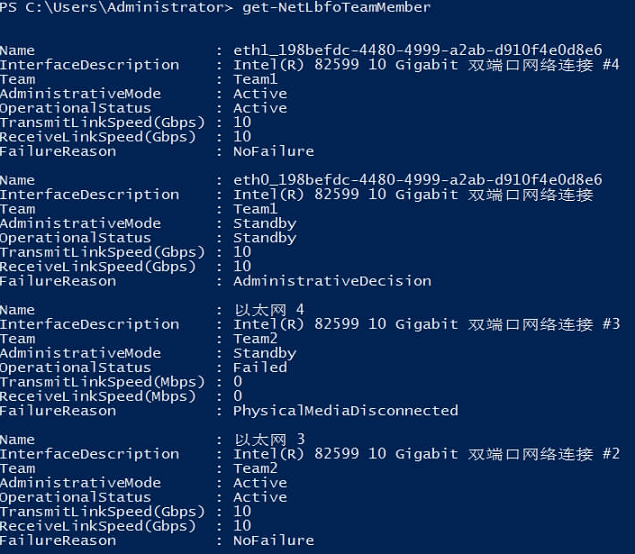 PS C:\Users\Administrator> get-NetLbfoTeamMember
Name : eth1_198befdc-4480-4999-a2ab-d910f4e0d8e6
InterfaceDescription : Intel(R) 82599 10 Gigabit 双端口网络连接 #4
Team : Team1
AdministrativeMode : Active
OperationalStatus : Active
TransmitLinkSpeed(Gbps) : 10
ReceiveLinkSpeed(Gbps) : 10
FailureReason : NoFailure
Name : eth0_198befdc-4480-4999-a2ab-d910f4e0d8e6
InterfaceDescription : Intel(R) 82599 10 Gigabit 双端口网络连接
Team : Team1
AdministrativeMode : Standby
OperationalStatus : Standby
TransmitLinkSpeed(Gbps) : 10
ReceiveLinkSpeed(Gbps) : 10
FailureReason : AdministrativeDecision
Name : 以太网 4
InterfaceDescription : Intel(R) 82599 10 Gigabit 双端口网络连接 #3
Team : Team2
AdministrativeMode : Standby
OperationalStatus : Failed
TransmitLinkSpeed(Mbps) : 0
ReceiveLinkSpeed(Mbps) : 0
FailureReason : PhysicalMediaDisconnected
Name : 以太网 3
InterfaceDescription : Intel(R) 82599 10 Gigabit 双端口网络连接 #2
Team : Team2
AdministrativeMode : Active
OperationalStatus : Active
TransmitLinkSpeed(Gbps) : 10
ReceiveLinkSpeed(Gbps) : 10
FailureReason : NoFailure